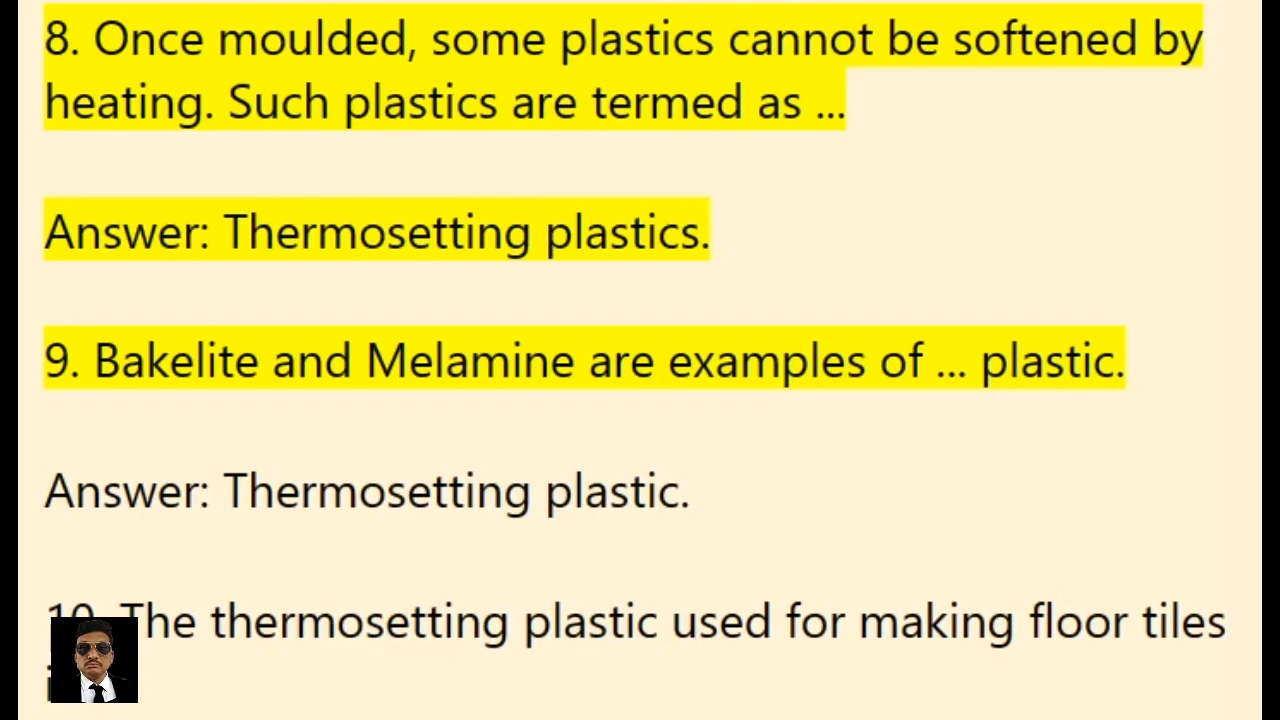 8. Once moulded, some plastics cannot be softened by
heating. Such plastics are termed as ...
Answer: Thermosetting plastics.
9. Bakelite and Melamine are examples of ... plastic.
Answer: Thermosetting plastic.
10. The thermosetting plastic used for making floor tiles